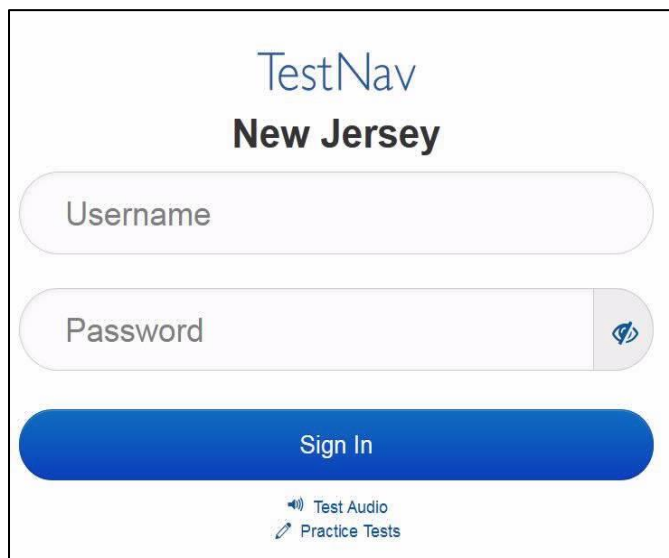 TestNav
New Jersey
Username
Password
Sign In
Test Audio
Practice Tests